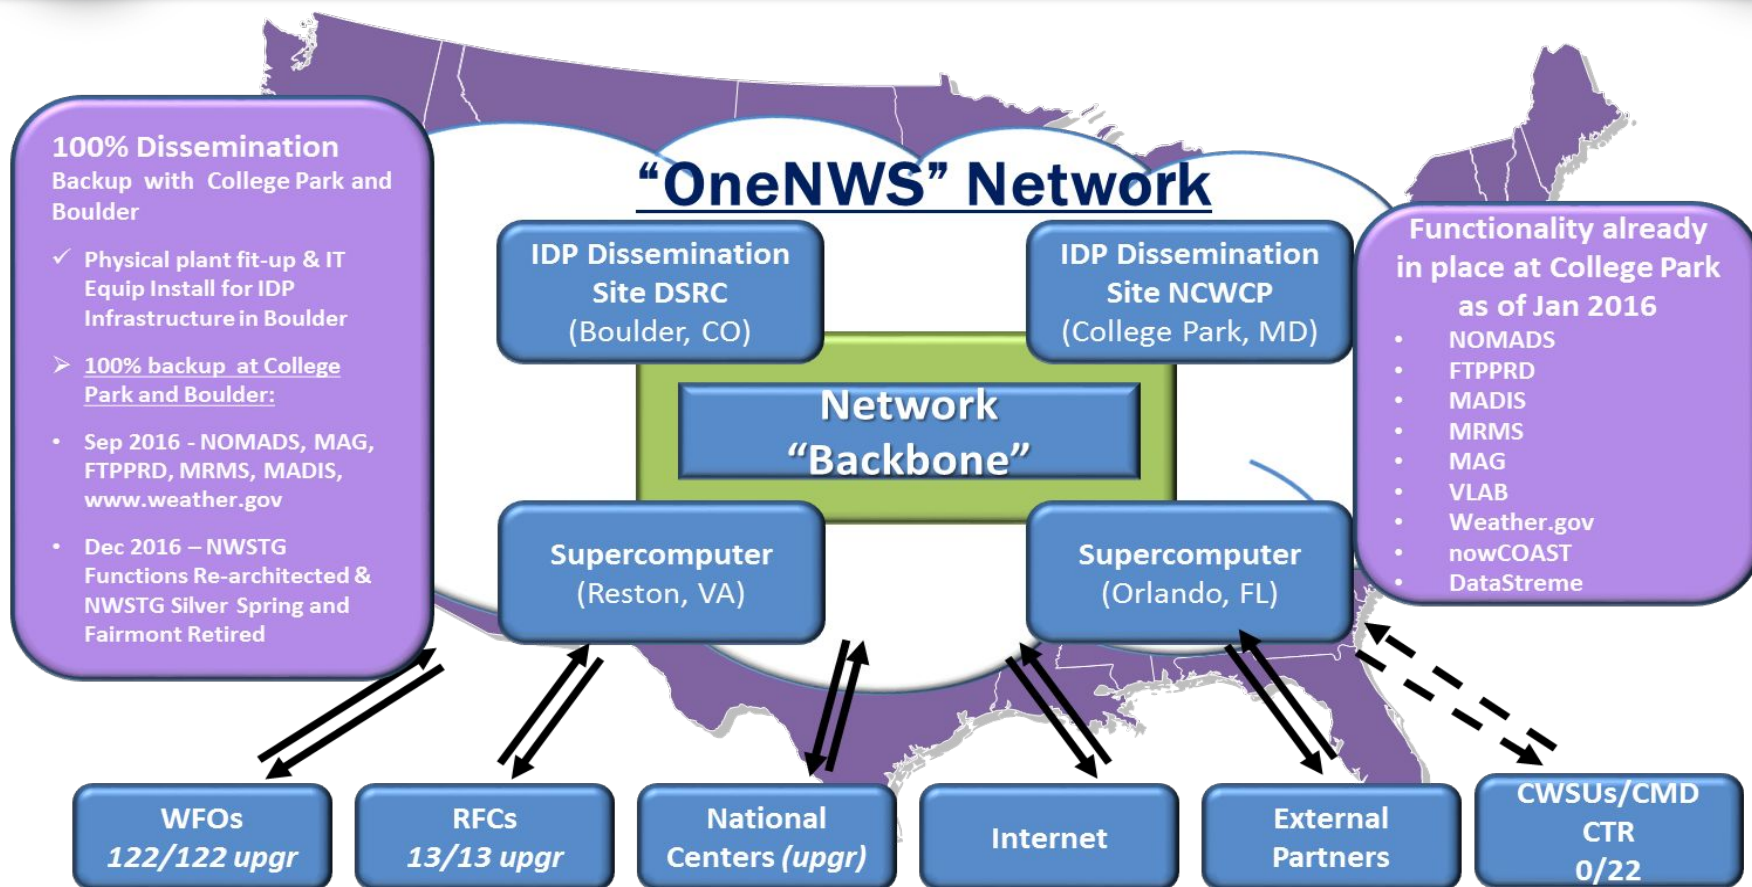 "OneNWS" Network
100% Dissemination
Backup with College Park and
Boulder
✓ Physical plant fit-up & IT
Equip Install for IDP
Infrastructure in Boulder
➢ 100% backup at College
Park and Boulder:
• Sep 2016 - NOMADS, MAG,
FTPPRD, MRMS, MADIS,
www.weather.gov
• Dec 2016 – NWSTG
Functions Re-architected &
NWSTG Silver Spring and
Fairmont Retired
IDP Dissemination
Site DSRC
(Boulder, CO)
IDP Dissemination
Site NCWCP
(College Park, MD)
Network
"Backbone"
Supercomputer
(Reston, VA)
Supercomputer
(Orlando, FL)
Functionality already
in place at College Park
as of Jan 2016
• NOMADS
• FTPPRD
• MADIS
• MRMS
• MAG
• VLAB
• Weather.gov
• nowCOAST
• DataStreme
WFOs
122/122 upgr
RFCs
13/13 upgr
National
Centers (upgr)
Internet
External
Partners
CWSUs/CMD
CTR
0/22